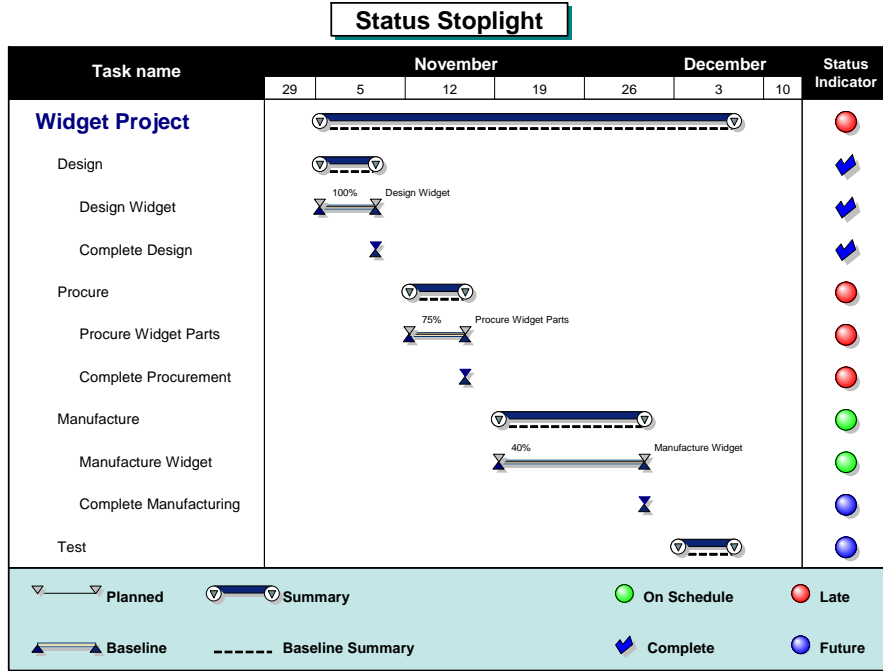 Status Stoplight
Task name November December Status Indicator
29 5 12 19 26 3 10
Widget Project
Design
100% Design Widget
Design Widget
Complete Design
Procure
75% Procure Widget Parts
Procure Widget Parts
Complete Procurement
Manufacture
40% Manufacture Widget
Manufacture Widget
Complete Manufacturing
Test
Planned Summary On Schedule Late
Baseline Baseline Summary Complete Future